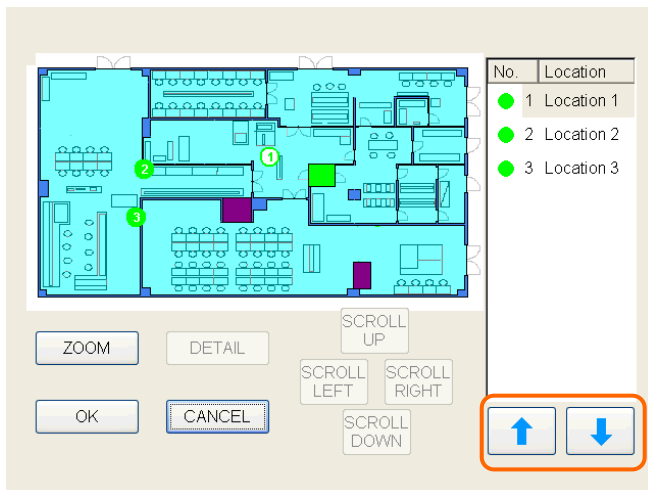 No. Location
1 Location 1
2 Location 2
3 Location 3
1
2
3
ZOOM
DETAIL
SCROLL
UP
SCROLL
LEFT
SCROLL
RIGHT
OK
CANCEL
SCROLL
DOWN